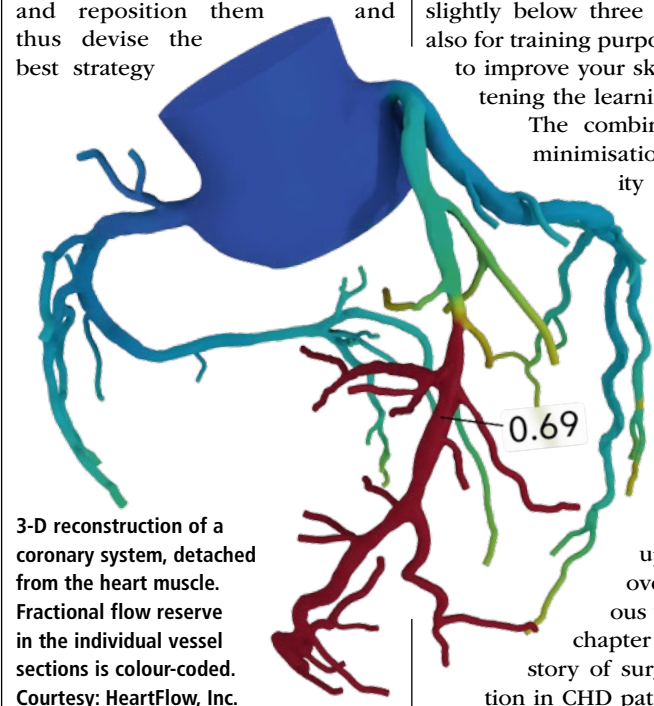 and reposition them and
thus devise the
best strategy
3-D reconstruction of a
coronary system, detached
from the heart muscle.
Fractional flow reserve
in the individual vessel
sections is colour-coded.
Courtesy: HeartFlow, Inc.
0.69
slightly below three
also for training purpo
to improve your sk
tening the learni
The combin
minimisatio
ity
up
ove
ous
chapter
story of surg
tion in CHD pat